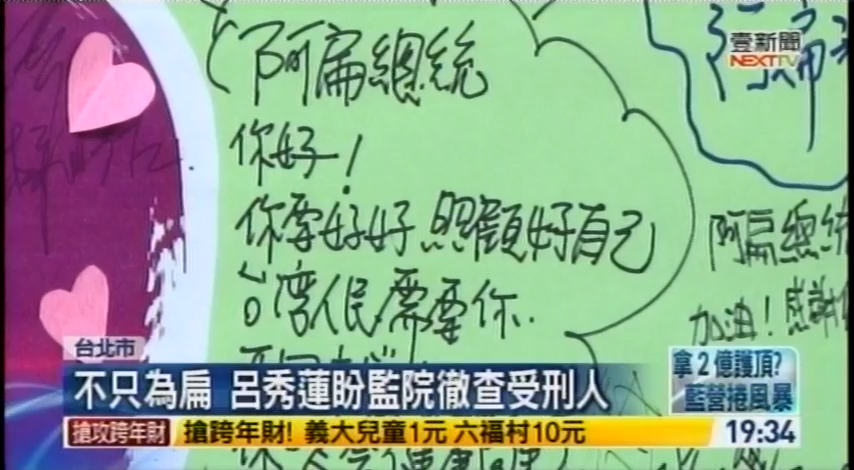 阿扁總統
你好!
你要好好照顧好自己
台灣人民需要你.
阿扁總統
加油!感謝
壹新聞
NEXTTV
台北市
不只為扁 呂秀蓮盼監院徹查受刑人
拿2億護頂?
藍營捲風暴
搶攻跨年財
搶跨年財! 義大兒童1元 六福村10元
19:34